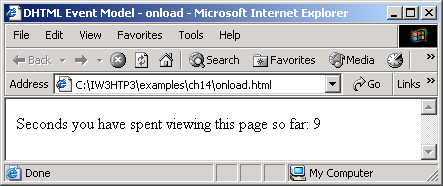 DHTML Event Model - onload - Microsoft Internet Explorer
File Edit View Favorites Tools Help
Back Search Favorites Media
Address C:\IW3HTP3\examples\ch14\onload.html Go Links »
Seconds you have spent viewing this page so far: 9
Done My Computer